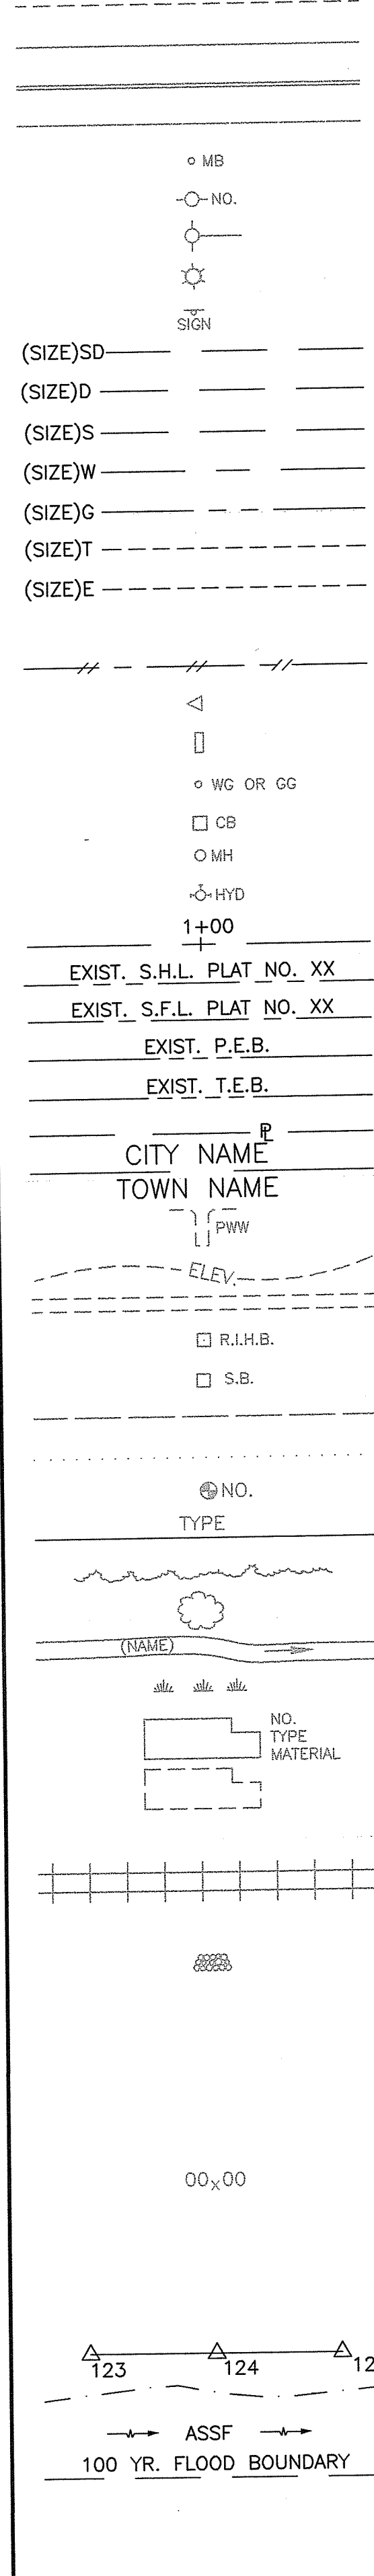 MB
NO.
SIGN
(SIZE)SD
(SIZE)D
(SIZE)S
(SIZE)W
(SIZE)G
(SIZE)T
(SIZE)E
WG OR GG
CB
MH
HYD
1+00
EXIST. S.H.L. PLAT NO. XX
EXIST. S.F.L. PLAT NO. XX
EXIST. P.E.B.
EXIST. T.E.B.
PL
CITY NAME
TOWN NAME
PWW
ELEV.
R.I.H.B.
S.B.
NO.
TYPE
(NAME)
NO.
TYPE
MATERIAL
00x00
123 124 12
ASSF
100 YR. FLOOD BOUNDARY